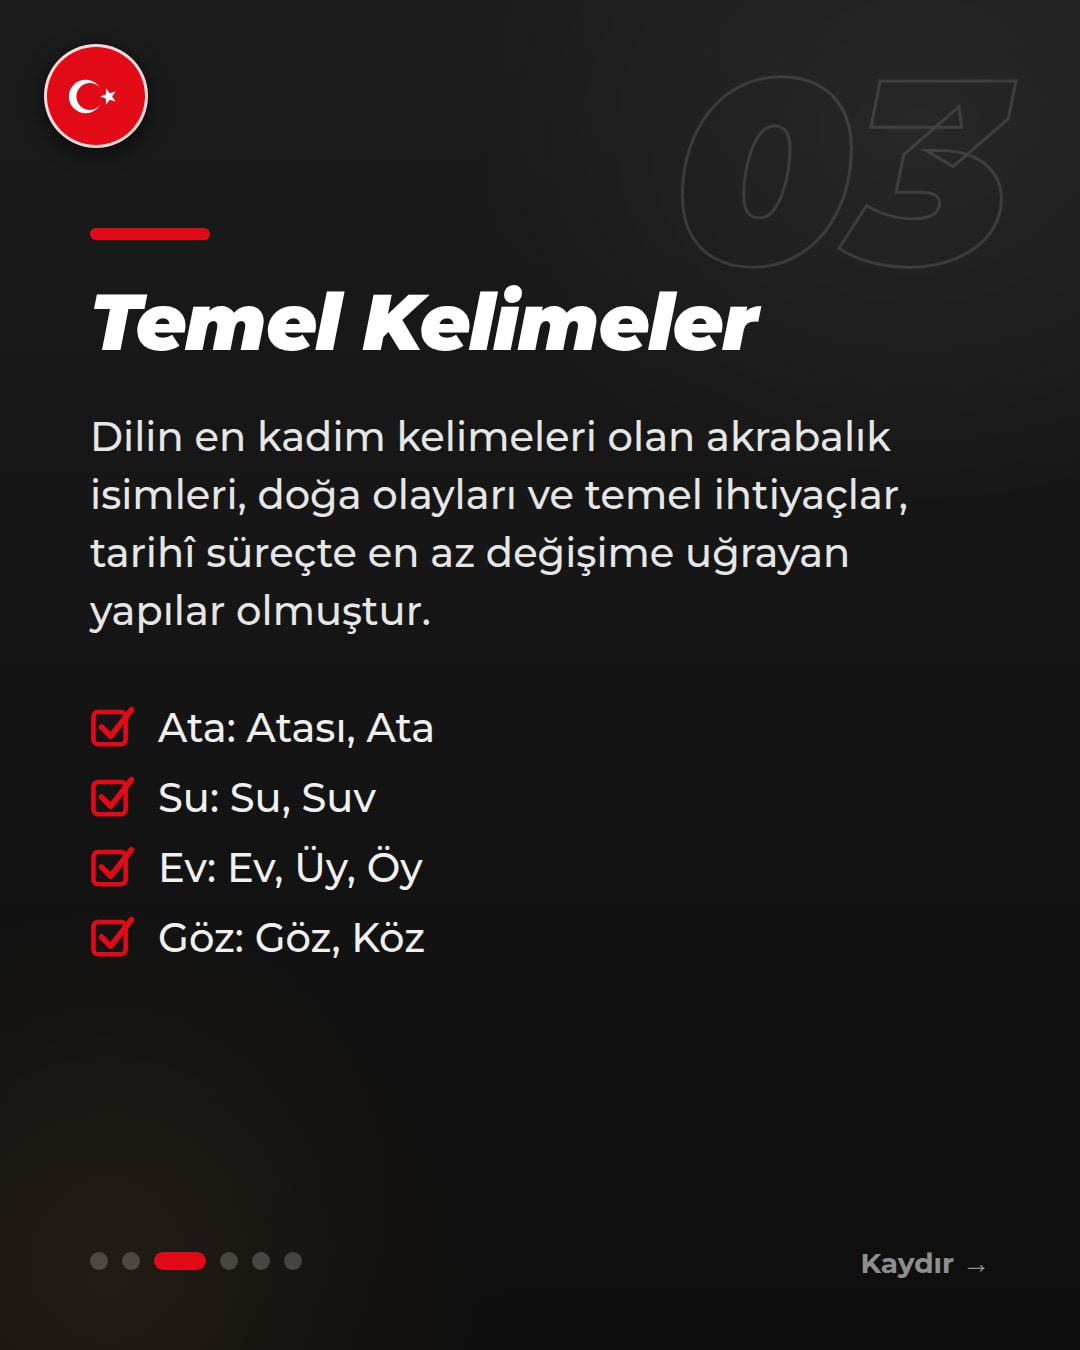 03
Temel Kelimeler
Dilin en kadim kelimeleri olan akrabalık
isimleri, doğa olayları ve temel ihtiyaçlar,
tarihî süreçte en az değişime uğrayan
yapılar olmuştur.
Ata: Atası, Ata
Su: Su, Suv
Ev: Ev, Üy, Öy
Göz: Göz, Köz
Kaydır →